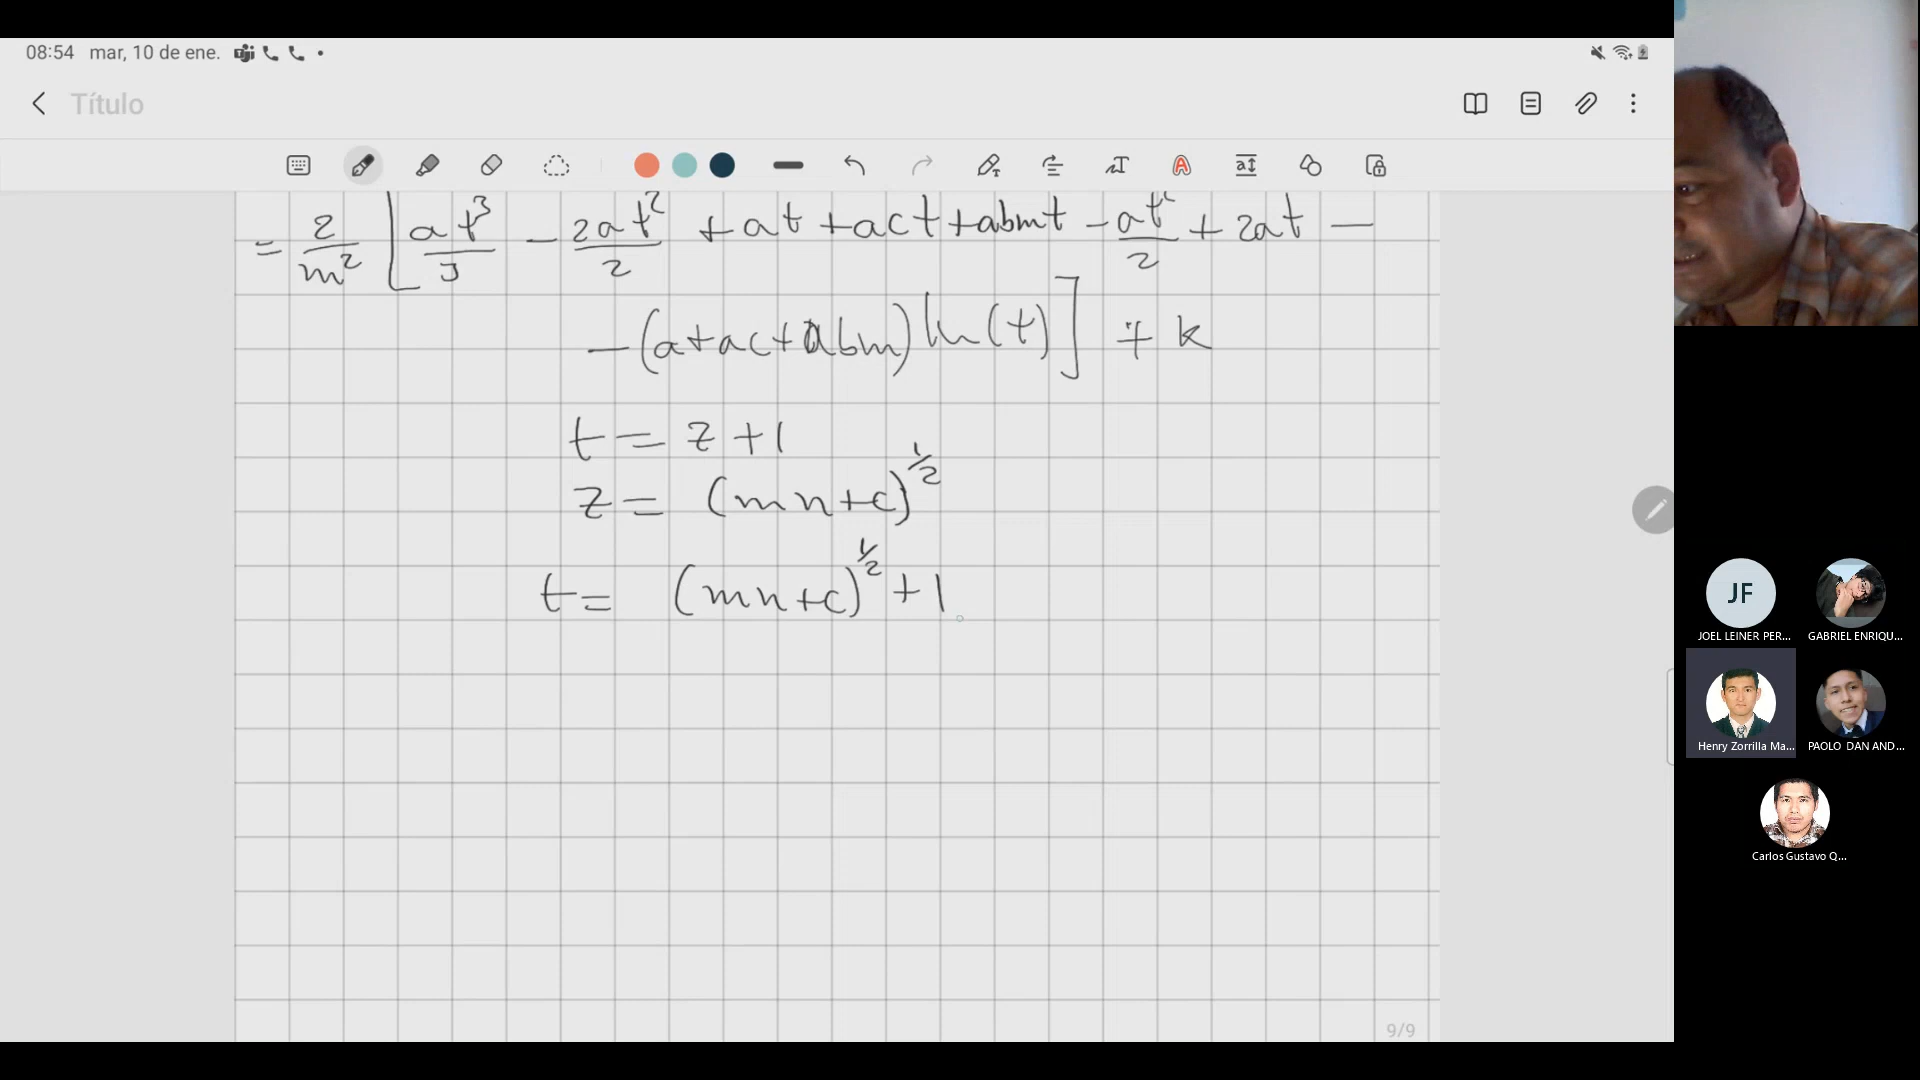 08:54 mar, 10 de ene.
Título
= 2/m² [ at³/3 - 2at²/2 + at + act + abmt - at²/2 + 2at -
- (a+ac+abm) ln(t) ] + k
t = z + 1
z = (mn+c)^1/2
t = (mn+c)^1/2 + 1
9/9
JF
JOEL LEINER PER...
GABRIEL ENRIQU...
Henry Zorrilla Ma...
PAOLO DAN AND...
Carlos Gustavo Q...